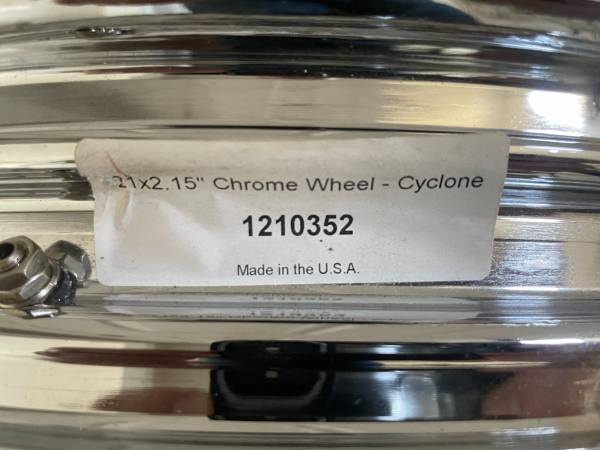 21x2.15" Chrome Wheel - Cyclone
1210352
Made in the U.S.A.